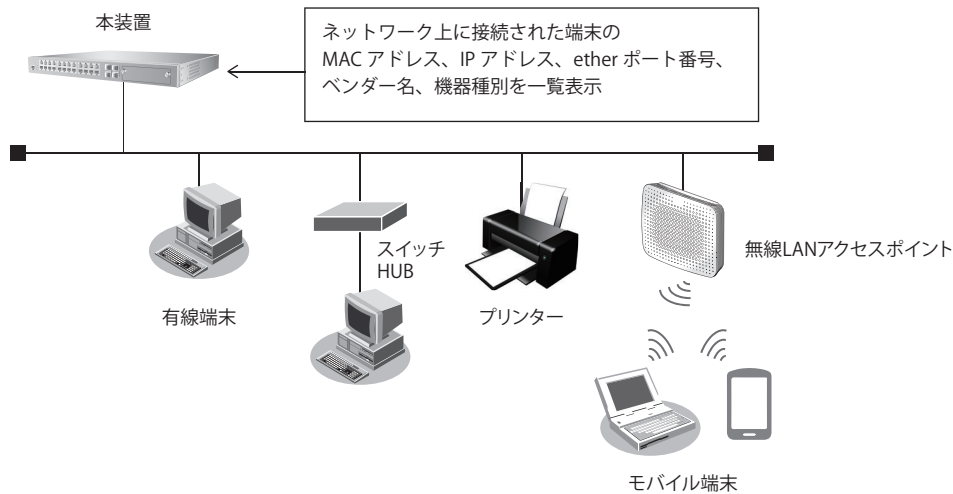 本装置
ネットワーク上に接続された端末の
MAC アドレス、IP アドレス、ether ポート番号、
ベンダー名、機器種別を一覧表示
スイッチ
HUB
無線LANアクセスポイント
有線端末
プリンター
モバイル端末